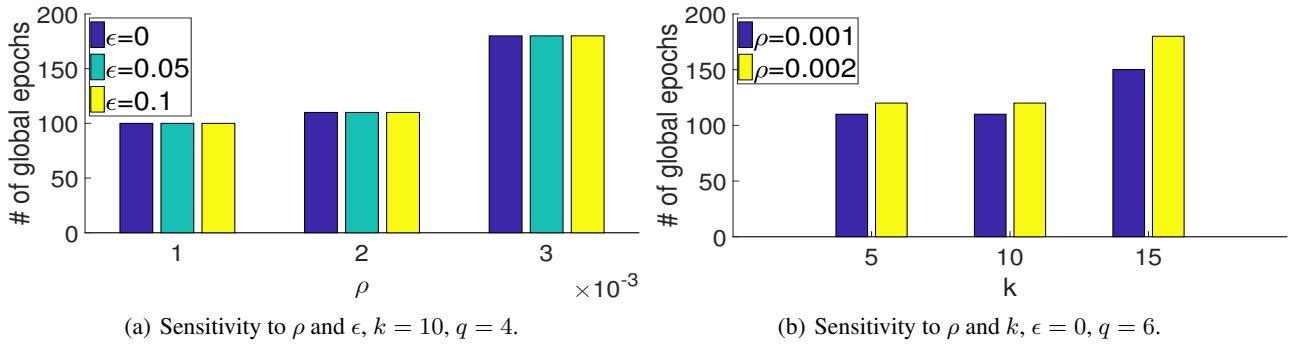 200
150
100
50
0
# of global epochs
ϵ=0
ϵ=0.05
ϵ=0.1
1 2 3
ρ ×10⁻³
(a) Sensitivity to ρ and ϵ, k = 10, q = 4.
200
150
100
50
0
# of global epochs
ρ=0.001
ρ=0.002
5 10 15
k
(b) Sensitivity to ρ and k, ϵ = 0, q = 6.